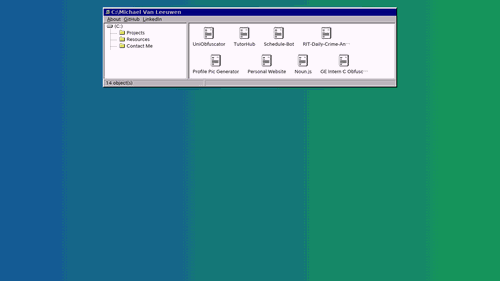 C:\Michael Van Leeuwen
About GitHub LinkedIn
(C:)
Projects
Resources
Contact Me
UniObfuscator TutorHub Schedule-Bot RIT-Daily-Crime-An···
Profile Pic Generator Personal Website Noun.js GE Intern C Obfusc···
14 object(s)